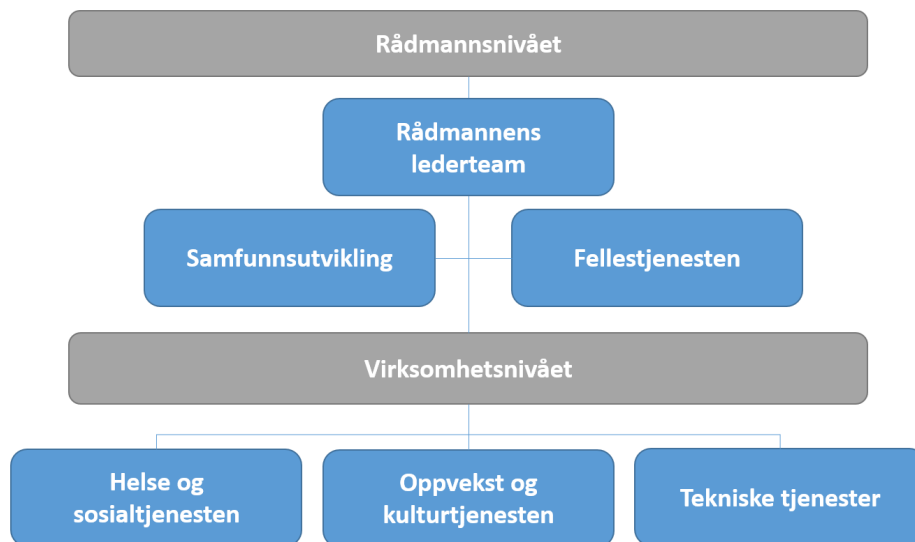 Rådmannsnivået
Rådmannens
lederteam
Samfunnsutvikling
Fellestjenesten
Virksomhetsnivået
Helse og
sosialtjenesten
Oppvekst og
kulturtjenesten
Tekniske tjenester